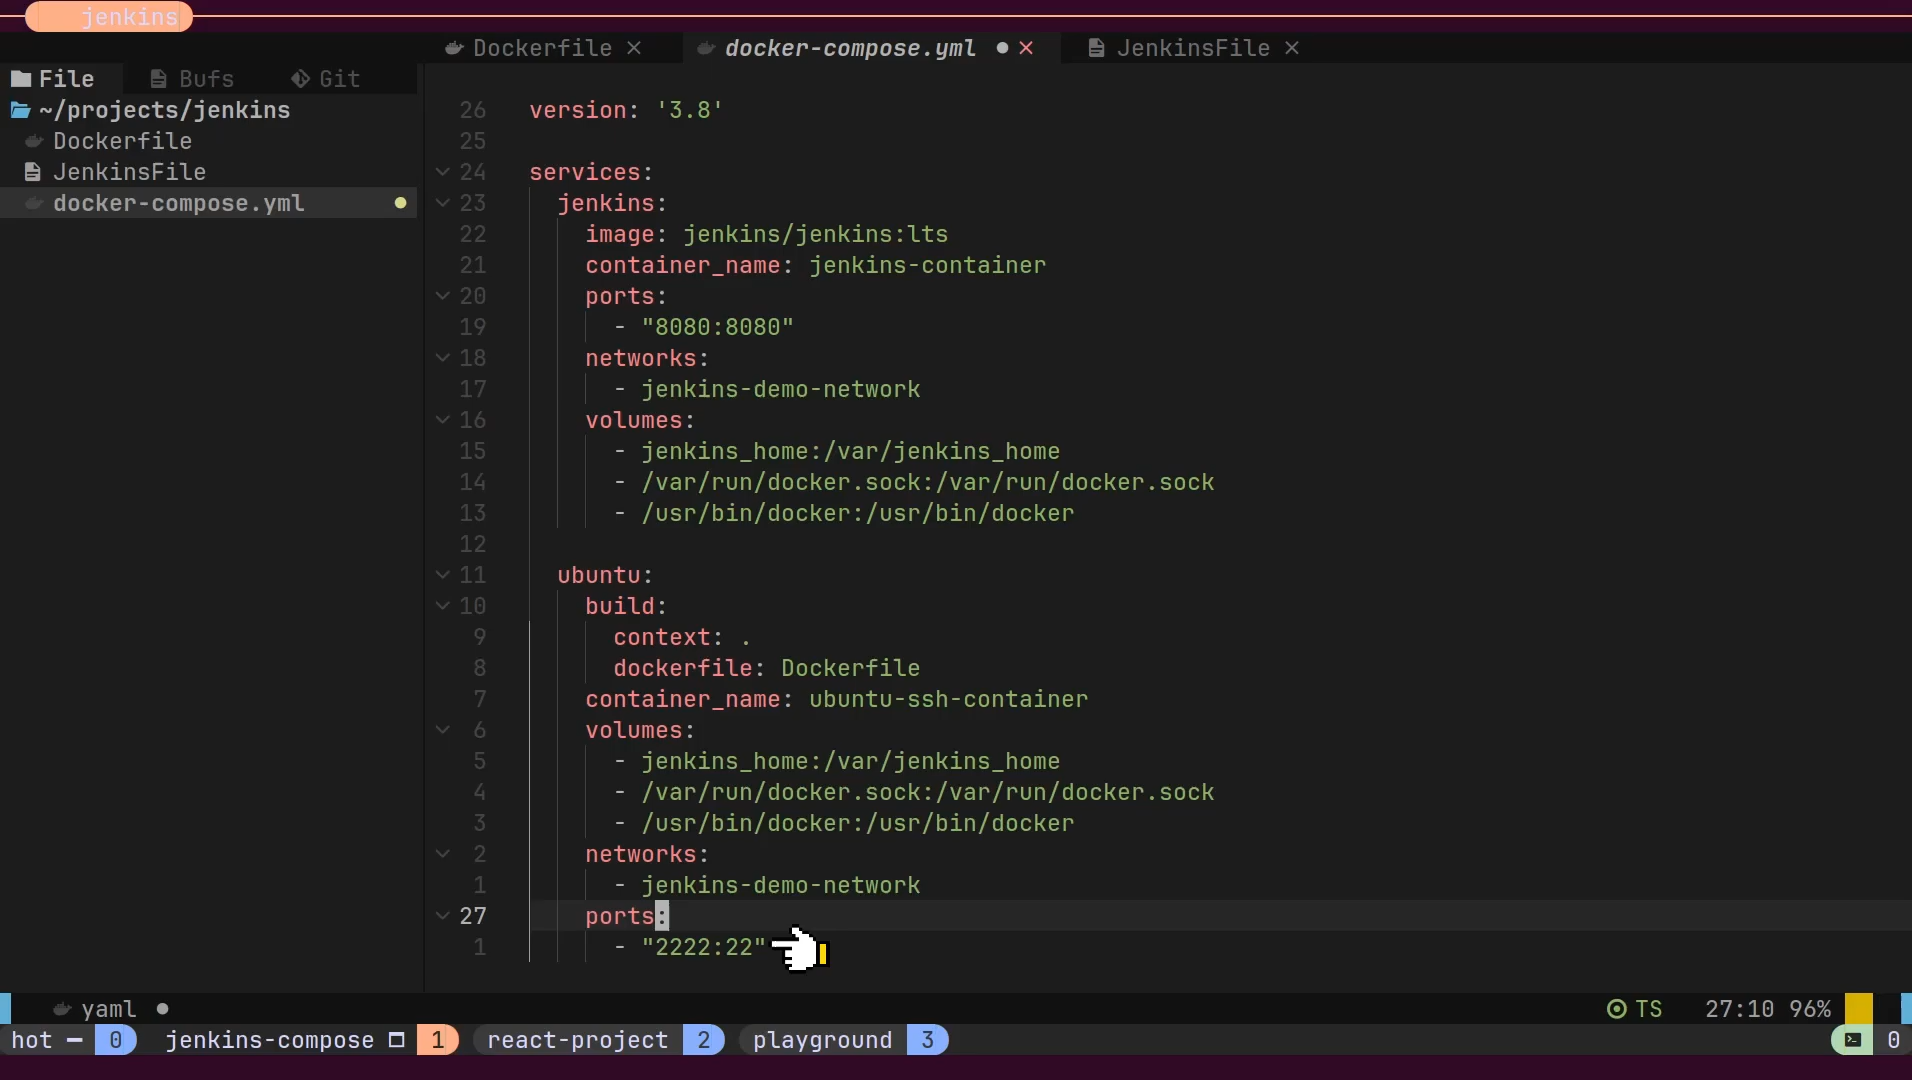 jenkins
Dockerfile docker-compose.yml JenkinsFile
File Bufs Git
~/projects/jenkins
Dockerfile
JenkinsFile
docker-compose.yml
26 version: '3.8'
25
24 services:
23 jenkins:
22 image: jenkins/jenkins:lts
21 container_name: jenkins-container
20 ports:
19 - "8080:8080"
18 networks:
17 - jenkins-demo-network
16 volumes:
15 - jenkins_home:/var/jenkins_home
14 - /var/run/docker.sock:/var/run/docker.sock
13 - /usr/bin/docker:/usr/bin/docker
12
11 ubuntu:
10 build:
9 context: .
8 dockerfile: Dockerfile
7 container_name: ubuntu-ssh-container
6 volumes:
5 - jenkins_home:/var/jenkins_home
4 - /var/run/docker.sock:/var/run/docker.sock
3 - /usr/bin/docker:/usr/bin/docker
2 networks:
1 - jenkins-demo-network
27 ports:
1 - "2222:22"
yaml TS 27:10 96%
hot – 0 jenkins-compose 1 react-project 2 playground 3 0